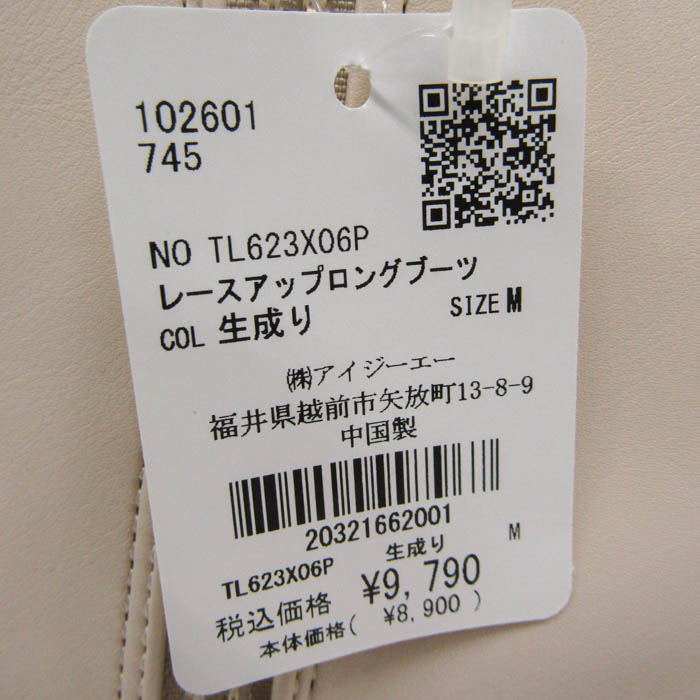 102601
745
NO TL623X06P
レースアップロングブーツ
COL 生成り SIZE M
㈱アイジーエー
福井県越前市矢放町13-8-9
中国製
20321662001
TL623X06P 生成り M
税込価格 ¥9,790
本体価格( ¥8,900 )